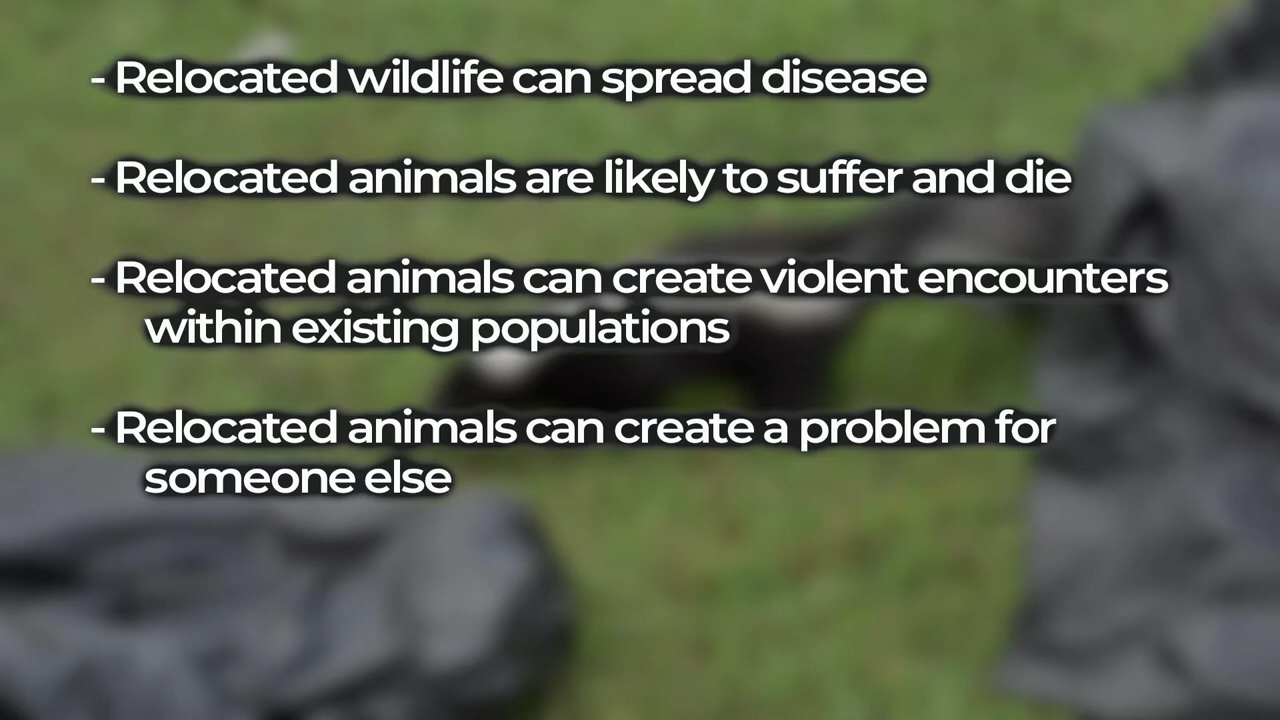 - Relocated wildlife can spread disease
- Relocated animals are likely to suffer and die
- Relocated animals can create violent encounters
within existing populations
- Relocated animals can create a problem for
someone else